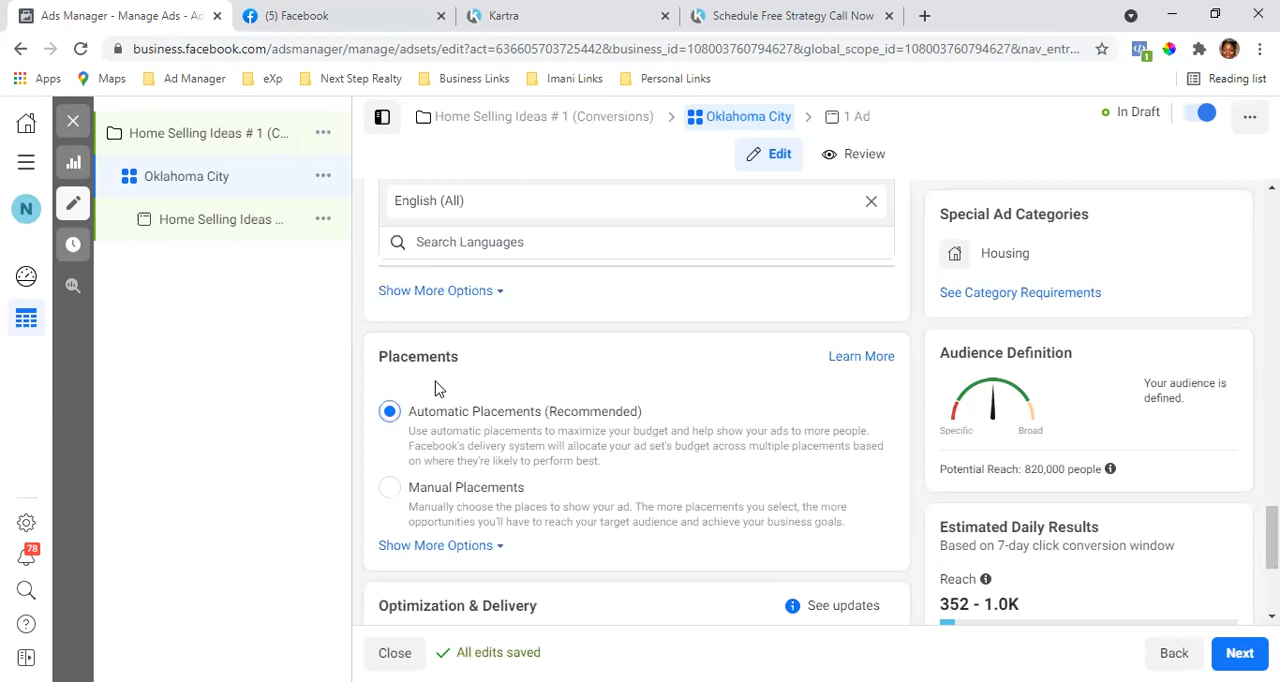 Ads Manager - Manage Ads - Ad
(5) Facebook
Kartra
Schedule Free Strategy Call Now
business.facebook.com/adsmanager/manage/adsets/edit?act=636605703725442&business_id=108003760794627&global_scope_id=108003760794627&nav_entr...
Apps
Maps
Ad Manager
eXp
Next Step Realty
Business Links
Imani Links
Personal Links
Reading list
Home Selling Ideas # 1 (C...
Oklahoma City
Home Selling Ideas ...
N
78
Home Selling Ideas # 1 (Conversions)
Oklahoma City
1 Ad
In Draft
Edit
Review
English (All)
Search Languages
Show More Options
Placements
Learn More
Automatic Placements (Recommended)
Use automatic placements to maximize your budget and help show your ads to more people.
Facebook's delivery system will allocate your ad set's budget across multiple placements based
on where they're likely to perform best.
Manual Placements
Manually choose the places to show your ad. The more placements you select, the more
opportunities you'll have to reach your target audience and achieve your business goals.
Show More Options
Optimization & Delivery
See updates
Close
All edits saved
Back
Next
Special Ad Categories
Housing
See Category Requirements
Audience Definition
Your audience is
defined.
Specific
Broad
Potential Reach: 820,000 people
Estimated Daily Results
Based on 7-day click conversion window
Reach
352 - 1.0K